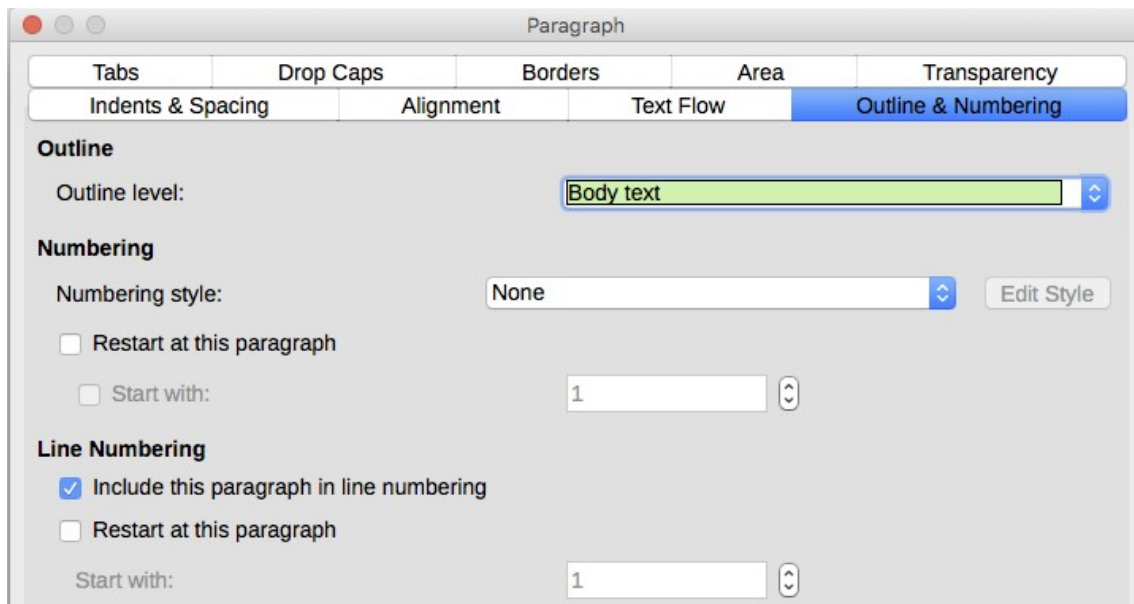 Paragraph
Tabs Drop Caps Borders Area Transparency
Indents & Spacing Alignment Text Flow Outline & Numbering
Outline
Outline level: Body text
Numbering
Numbering style: None Edit Style
Restart at this paragraph
Start with: 1
Line Numbering
Include this paragraph in line numbering
Restart at this paragraph
Start with: 1